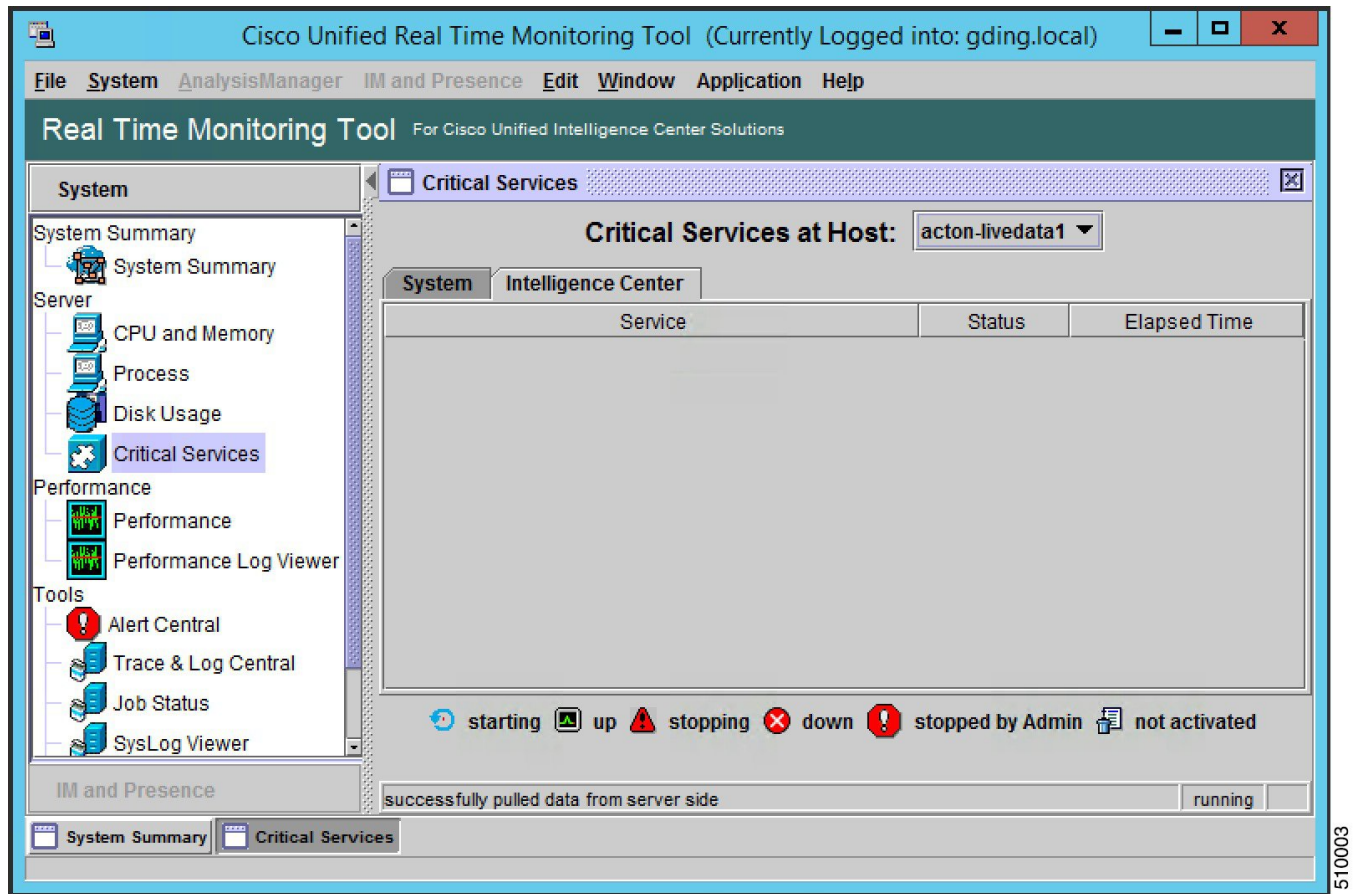 Cisco Unified Real Time Monitoring Tool (Currently Logged into: gding.local)
File System AnalysisManager IM and Presence Edit Window Application Help
Real Time Monitoring Tool For Cisco Unified Intelligence Center Solutions
System
System Summary
System Summary
Server
CPU and Memory
Process
Disk Usage
Critical Services
Performance
Performance
Performance Log Viewer
Tools
Alert Central
Trace & Log Central
Job Status
SysLog Viewer
IM and Presence
Critical Services
Critical Services at Host: acton-livedata1
System Intelligence Center
Service Status Elapsed Time
starting up stopping down stopped by Admin not activated
successfully pulled data from server side running
System Summary Critical Services
510003